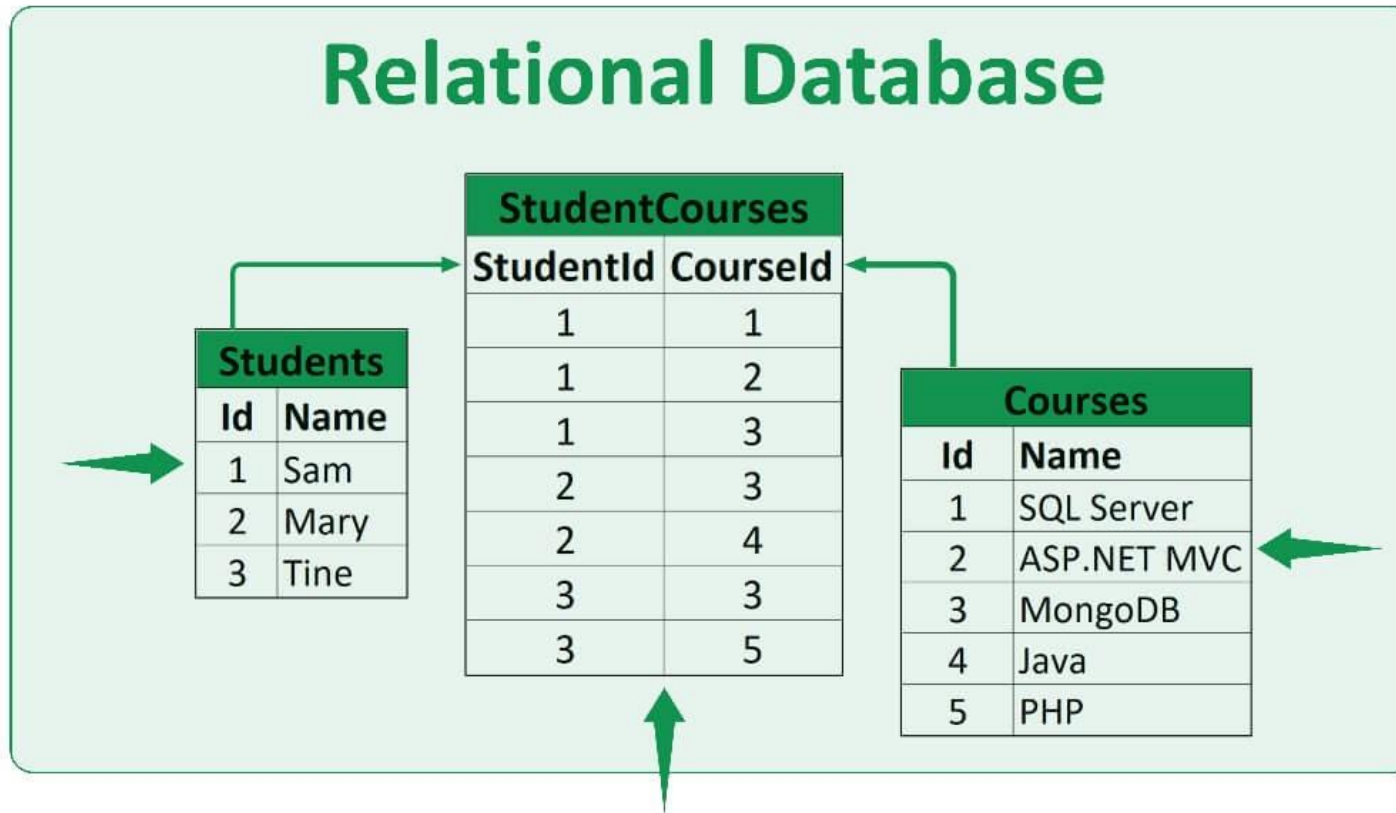 Relational Database
StudentCourses
StudentId CourseId
1 1
1 2
1 3
2 3
2 4
3 3
3 5
Students
Id Name
1 Sam
2 Mary
3 Tine
Courses
Id Name
1 SQL Server
2 ASP.NET MVC
3 MongoDB
4 Java
5 PHP